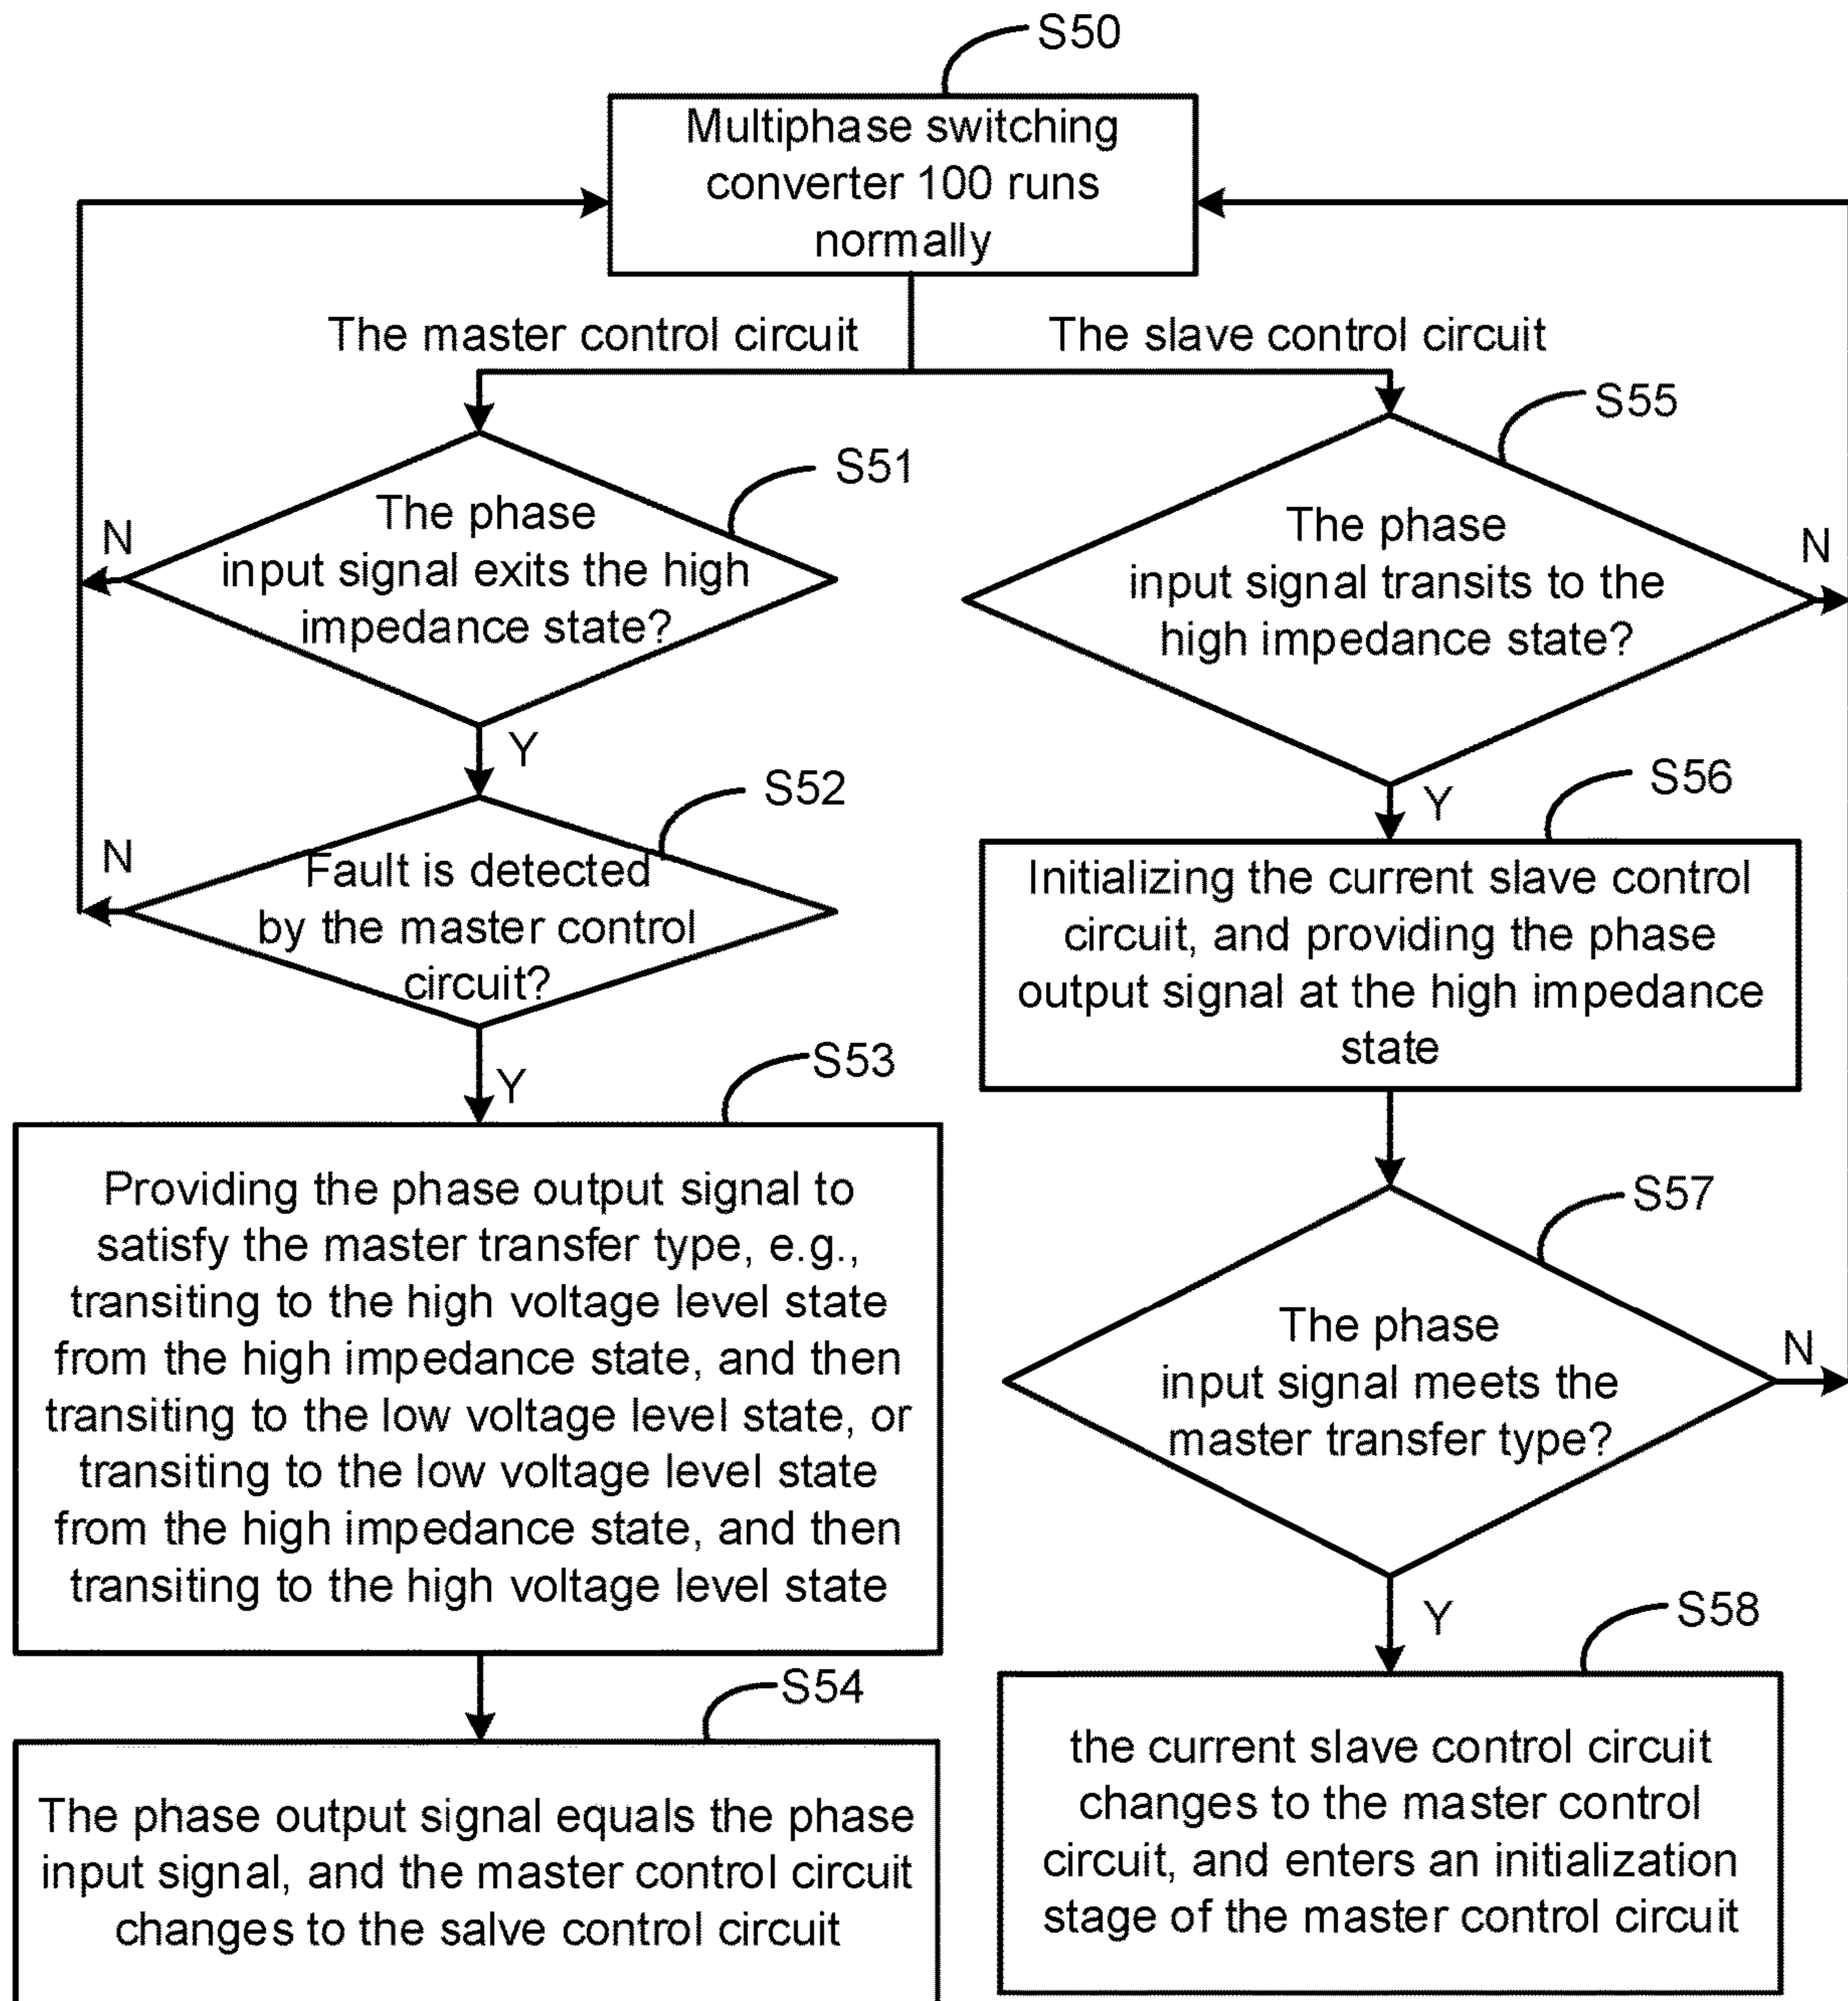 S50
Multiphase switching
converter 100 runs
normally
The master control circuit
The slave control circuit
S51
The phase
input signal exits the high
impedance state?
N
Y
S52
Fault is detected
by the master control
circuit?
N
Y
S53
Providing the phase output signal to
satisfy the master transfer type, e.g.,
transiting to the high voltage level state
from the high impedance state, and then
transiting to the low voltage level state, or
transiting to the low voltage level state
from the high impedance state, and then
transiting to the high voltage level state
S54
The phase output signal equals the phase
input signal, and the master control circuit
changes to the salve control circuit
S55
The phase
input signal transits to the
high impedance state?
N
Y
S56
Initializing the current slave control
circuit, and providing the phase
output signal at the high impedance
state
S57
The phase
input signal meets the
master transfer type?
N
Y
S58
the current slave control circuit
changes to the master control
circuit, and enters an initialization
stage of the master control circuit